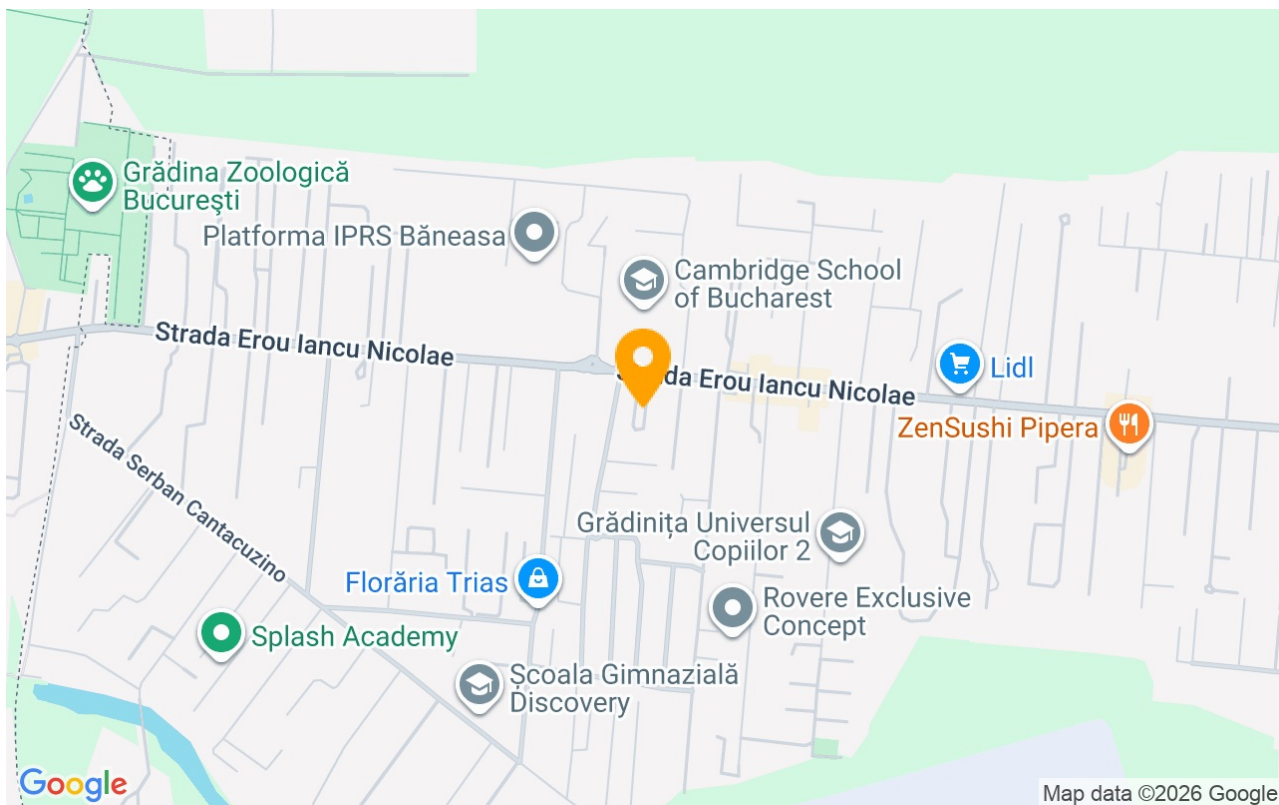 Grădina Zoologică
București
Platforma IPRS Băneasa
Cambridge School
of Bucharest
Strada Erou Iancu Nicolae
Erou Iancu Nicolae
Lidl
ZenSushi Pipera
Strada Serban Cantacuzino
Grădinița Universul
Copiilor 2
Florăria Trias
Rovere Exclusive
Concept
Splash Academy
Școala Gimnazială
Discovery
Google
Map data ©2026 Google